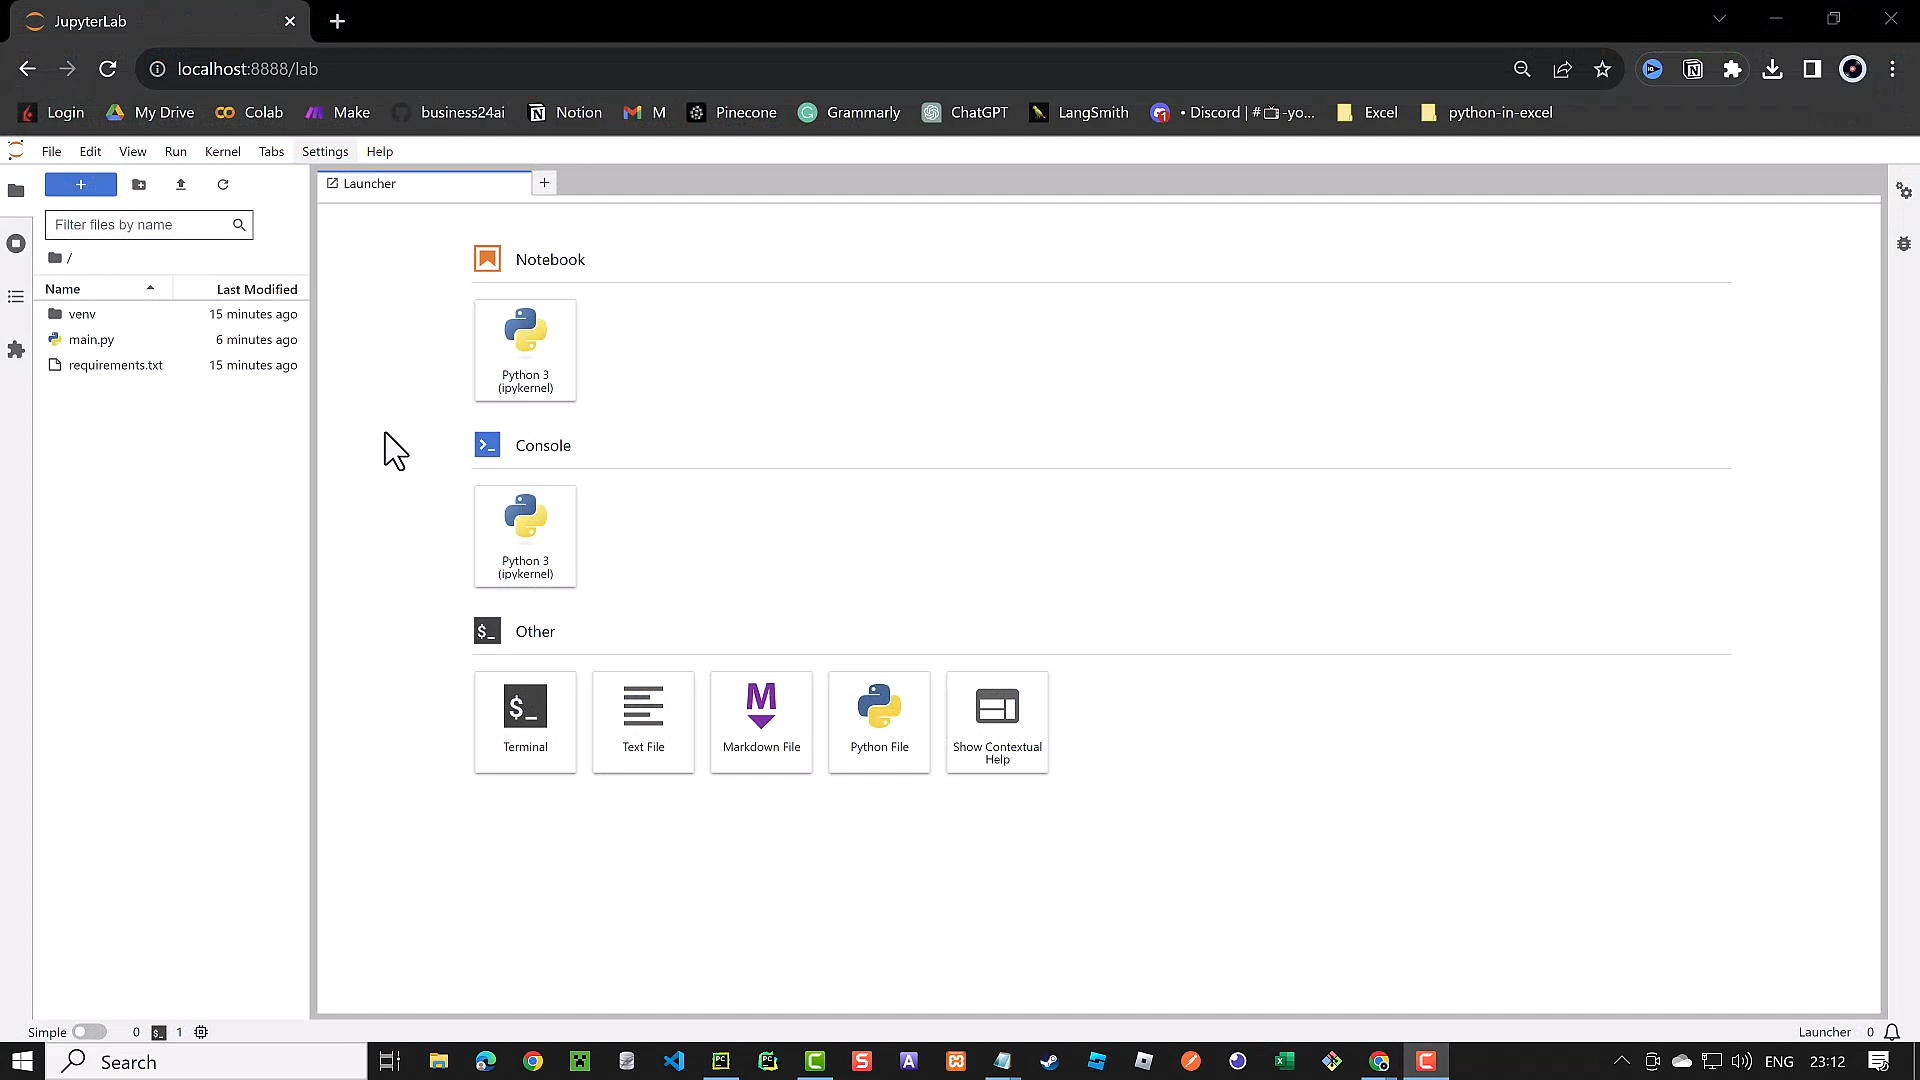 JupyterLab
localhost:8888/lab
Login My Drive Colab Make business24ai Notion M Pinecone Grammarly ChatGPT LangSmith • Discord | #📺-yo... Excel python-in-excel
File Edit View Run Kernel Tabs Settings Help
+ Launcher +
Filter files by name
/
Notebook
Name Last Modified
venv 15 minutes ago
main.py 6 minutes ago
requirements.txt 15 minutes ago
Python 3
(ipykernel)
Console
Python 3
(ipykernel)
$_ Other
$_ M
Terminal Text File Markdown File Python File Show Contextual
Help
Simple 0 $_ 1 Launcher 0
Search ENG 23:12